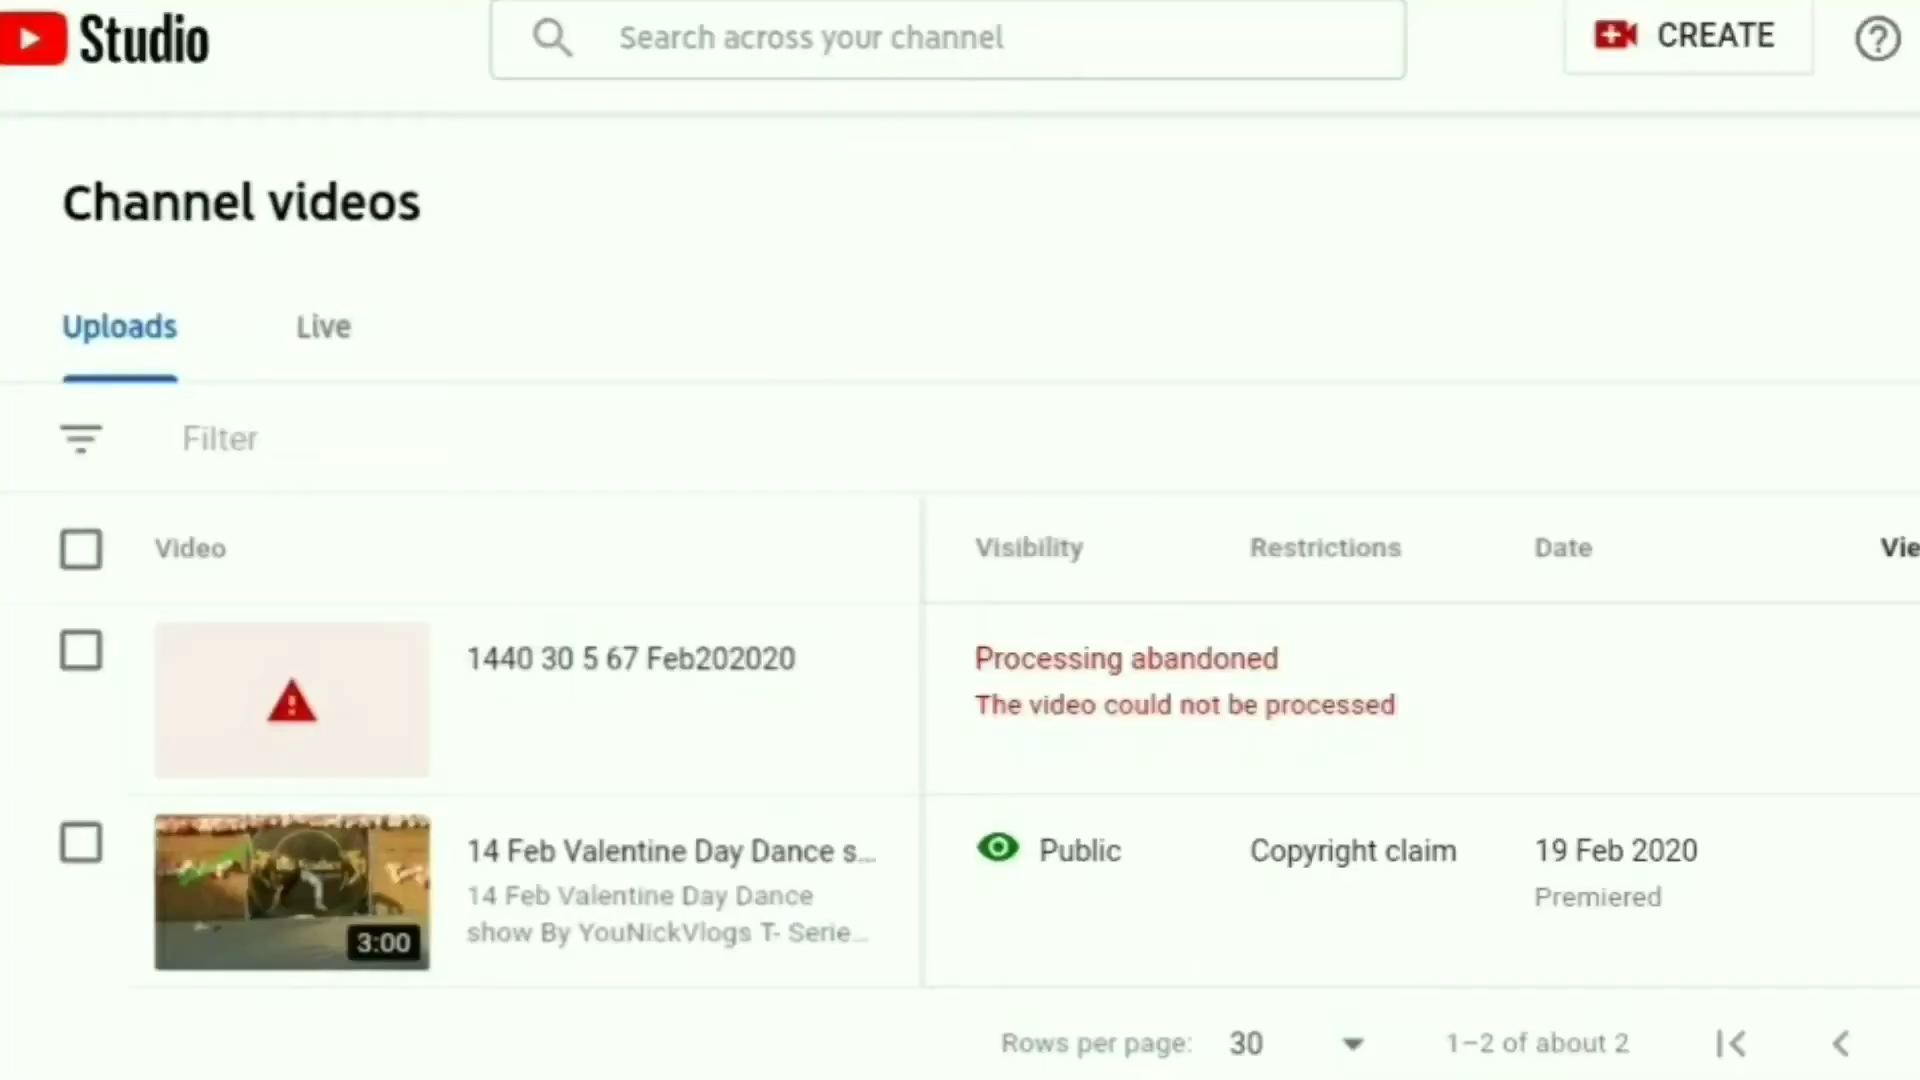 Studio
Search across your channel
CREATE
Channel videos
Uploads
Live
Filter
Video
Visibility
Restrictions
Date
Vie
1440 30 5 67 Feb202020
Processing abandoned
The video could not be processed
14 Feb Valentine Day Dance s...
14 Feb Valentine Day Dance
show By YouNickVlogs T- Serie...
3:00
Public
Copyright claim
19 Feb 2020
Premiered
Rows per page:
30
1–2 of about 2